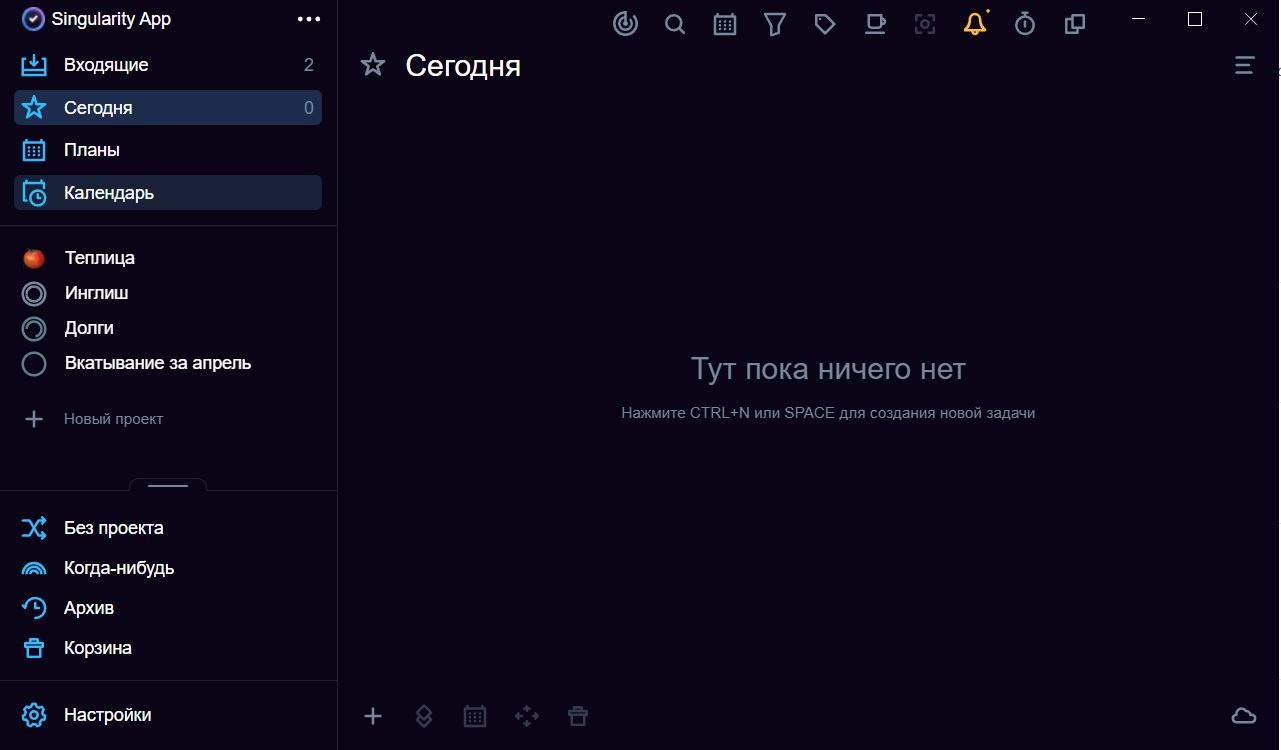 Singularity App
Входящие 2
Сегодня 0
Планы
Календарь
Теплица
Инглиш
Долги
Вкатывание за апрель
Новый проект
Без проекта
Когда-нибудь
Архив
Корзина
Настройки
Сегодня
Тут пока ничего нет
Нажмите CTRL+N или SPACE для создания новой задачи